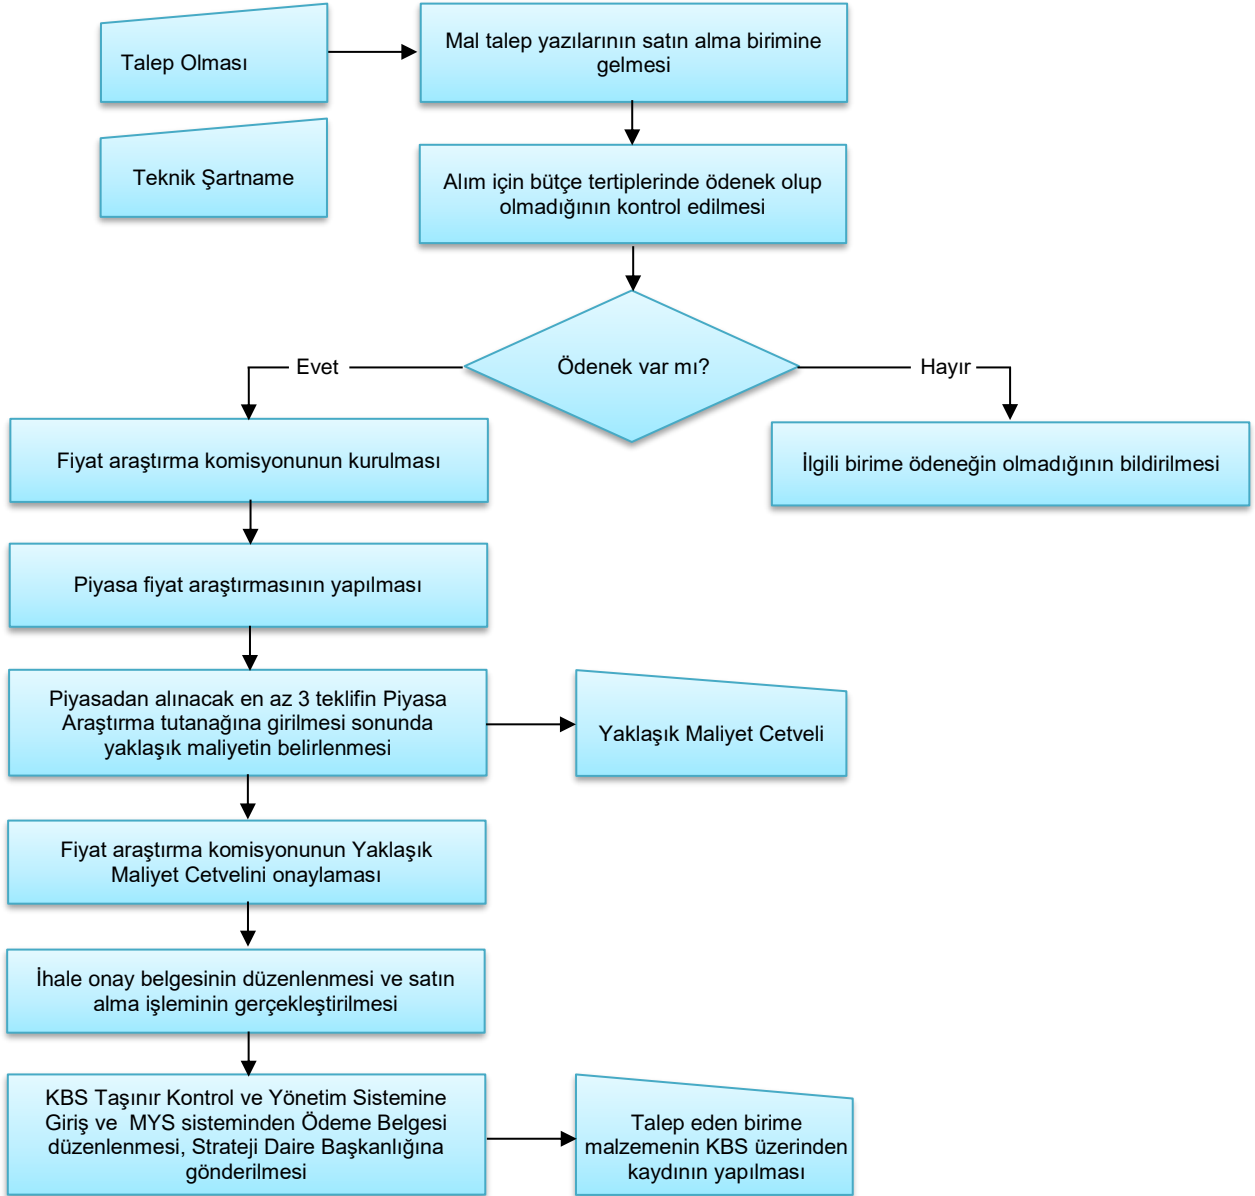 Talep Olması
Mal talep yazılarının satın alma birimine
gelmesi
Teknik Şartname
Alım için bütçe tertiplerinde ödenek olup
olmadığının kontrol edilmesi
Ödenek var mı?
Evet
Hayır
Fiyat araştırma komisyonunun kurulması
İlgili birime ödeneğin olmadığının bildirilmesi
Piyasa fiyat araştırmasının yapılması
Piyasadan alınacak en az 3 teklifin Piyasa
Araştırma tutanağına girilmesi sonunda
yaklaşık maliyetin belirlenmesi
Yaklaşık Maliyet Cetveli
Fiyat araştırma komisyonunun Yaklaşık
Maliyet Cetvelini onaylaması
İhale onay belgesinin düzenlenmesi ve satın
alma işleminin gerçekleştirilmesi
KBS Taşınır Kontrol ve Yönetim Sistemine
Giriş ve  MYS sisteminden Ödeme Belgesi
düzenlenmesi, Strateji Daire Başkanlığına
gönderilmesi
Talep eden birime
malzemenin KBS üzerinden
kaydının yapılması